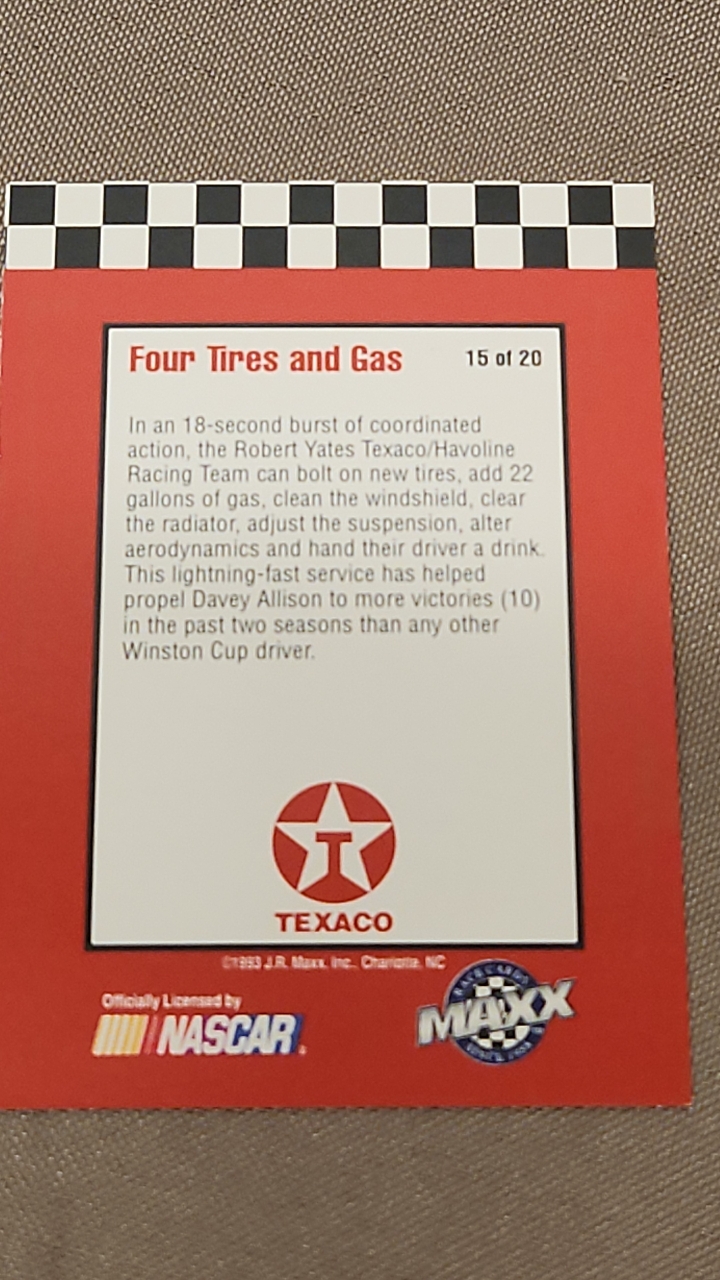 Four Tires and Gas 15 of 20
In an 18-second burst of coordinated
action, the Robert Yates Texaco/Havoline
Racing Team can bolt on new tires, add 22
gallons of gas, clean the windshield, clear
the radiator, adjust the suspension, alter
aerodynamics and hand their driver a drink.
This lightning-fast service has helped
propel Davey Allison to more victories (10)
in the past two seasons than any other
Winston Cup driver.
T
TEXACO
©1993 J.R. Maxx, Inc., Charlotte, NC
Officially Licensed by
NASCAR
RACE CARDS
MAXX
SINCE 1988